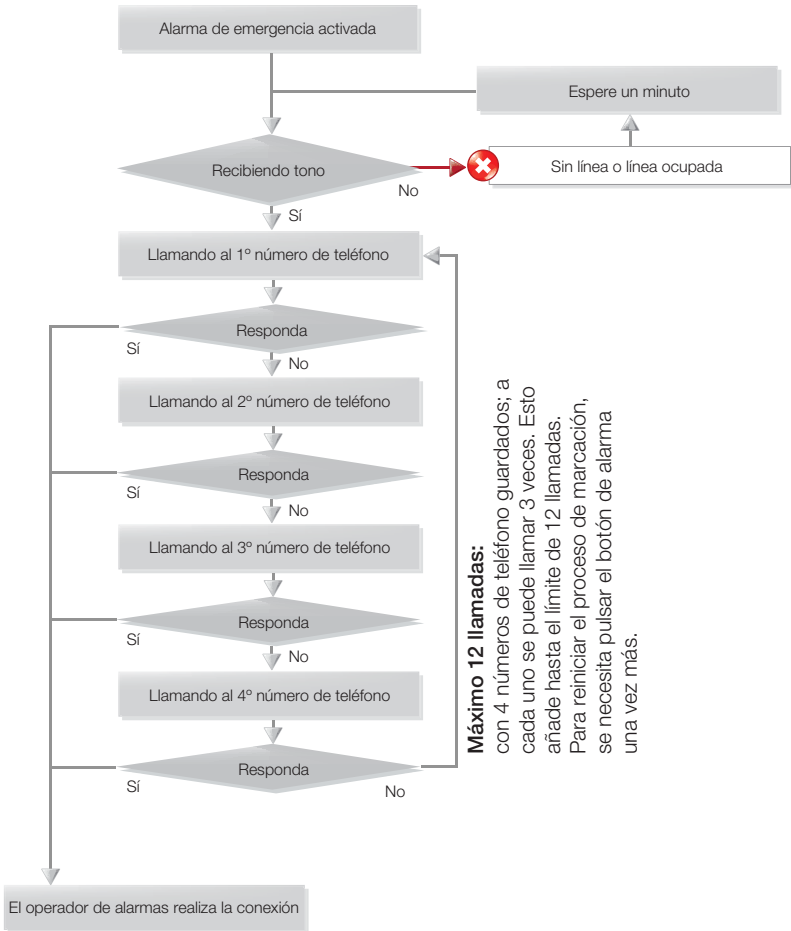 Alarma de emergencia activada
Espere un minuto
Recibiendo tono
Sin línea o línea ocupada
No
Sí
Llamando al 1º número de teléfono
Responda
Sí
No
Llamando al 2º número de teléfono
Responda
Sí
No
Llamando al 3º número de teléfono
Responda
Sí
No
Llamando al 4º número de teléfono
Responda
Sí
No
El operador de alarmas realiza la conexión
Máximo 12 llamadas:
con 4 números de teléfono guardados; a
cada uno se puede llamar 3 veces. Esto
añade hasta el límite de 12 llamadas.
Para reiniciar el proceso de marcación,
se necesita pulsar el botón de alarma
una vez más.